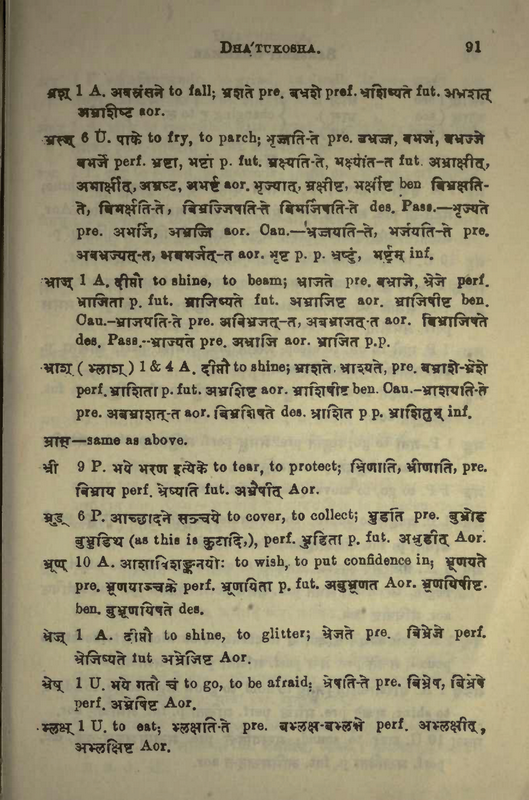 DHA'TUKOSHA. 91
भ्रश् 1 A. अवस्रंसने to fall; भ्रशते pre. बभ्रशे pref. भ्रशिष्यते fut. अभ्रशत्
अभ्रशिष्ट aor.
भ्रस्ज् 6 U. पाके to fry, to parch; भृज्जति-ते pre. बभ्रज्ज, बभर्ज, बभ्रज्जे
बभर्जे perf. भ्रष्टा, भर्ष्टा p. fut. भ्रक्ष्यति-ते, भर्क्ष्यति-त fut. अभ्राक्षीत्,
अभार्क्षीत्, अभ्रष्ट, अभर्ष्ट aor. भृज्यात्, भ्रक्षीष्ट, भर्क्षीष्ट ben बिभ्रक्षति-
ते, बिभर्क्षति-ते, बिभ्रज्जिषति-ते बिभर्जिषति-ते des. Pass.—भृज्यते
pre. अभर्जि, अभ्रज्जि aor. Cau.—भ्रज्जयति-ते, भर्जयति-ते pre.
अबभ्रज्यत्-त, अबभर्जत्-त aor. भृष्ट p. p. भ्रष्टुं, भर्ष्टुम् inf.
भ्राज् 1 A. दीप्तौ to shine, to beam; भ्राजते pre. बभ्राजे, भ्रेजे perf.
भ्राजिता p. fut. भ्राजिष्यते fut. अभ्राजिष्ट aor. भ्राजिषीष्ट ben.
Cau.—भ्राजयति-ते pre. अबिभ्रजत्-त, अबभ्राजत्-त aor. बिभ्राजिषते
des. Pass.—भ्राज्यते pre. अभ्राजि aor. भ्राजित p.p.
भ्राश् ( भ्लाश् ) 1 & 4 A. दीप्तौ to shine; भ्राशते, भ्राश्यते, pre. बभ्राशे-भ्रेशे
perf. भ्राशिता p. fut. अभ्रशिष्ट aor. भ्राशिषीष्ट ben. Cau.—भ्राशयति-ते
pre. अबभ्राशत्-त aor. बिभ्रशिषते des. भ्राशित p p. भ्राशितुम् inf.
भ्रास्—same as above.
भ्री 9 P. भये भरण इत्येके to tear, to protect; भ्रिणाति, भ्रीणाति, pre.
बिभ्राय perf. भ्रेष्यति fut. अभ्रैषीत् Aor.
भ्रुड् 6 P. आच्छादने सञ्चये to cover, to collect; भ्रुडति pre. बुभ्रोड
बुभ्रुडिथ (as this is कुटादि,), perf. भ्रुडिता p. fut. अभ्रुडीत् Aor.
भ्रूण् 10 A. आशाविशङ्कनयोः to wish, to put confidence in; भ्रूणयते
pre. भ्रूणयाञ्चक्रे perf. भ्रूणयिता p. fut. अबुभ्रूणत Aor. भ्रूणयिषीष्ट.
ben. बुभ्रूणयिषते des.
भ्रेज् 1 A. दीप्तौ to shine, to glitter; भ्रेजते pre. बिभ्रेजे perf.
भ्रेजिष्यते fut अभ्रेजिष्ट Aor.
भ्रेष् 1 U. भये गतौ च to go, to be afraid; भ्रेषति-ते pre. बिभ्रेष, बिभ्रेषे
perf. अभ्रेषिष्ट Aor.
भ्लक्ष् 1 U. to eat; भ्लक्षति-ते pre. बभ्लक्ष-बभ्लक्षे perf. अभ्लक्षीत्,
अभ्लक्षिष्ट Aor.